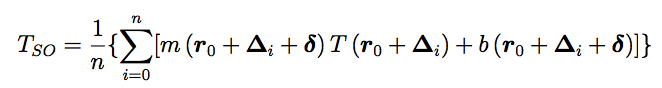 T_{SO} = \frac{1}{n}\{\sum_{i=0}^{n}[m(\boldsymbol{r}_0 + \boldsymbol{\Delta}_i + \boldsymbol{\delta})T(\boldsymbol{r}_0 + \boldsymbol{\Delta}_i) + b(\boldsymbol{r}_0 + \boldsymbol{\Delta}_i + \boldsymbol{\delta})]\}